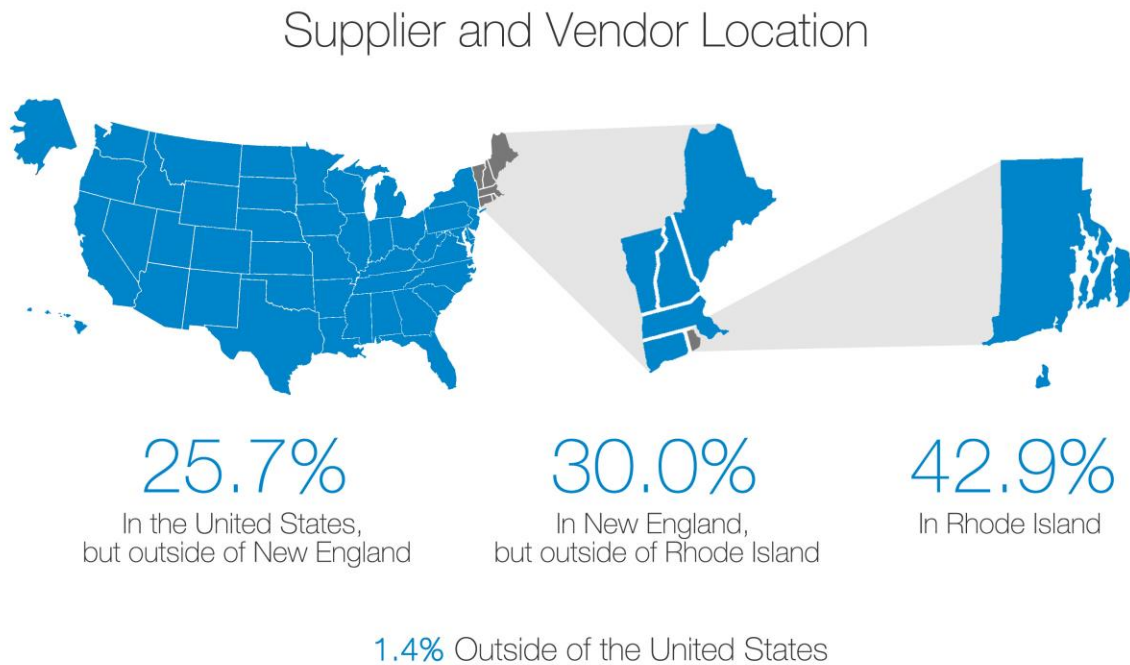 Supplier and Vendor Location
25.7%
In the United States,
but outside of New England
30.0%
In New England,
but outside of Rhode Island
42.9%
In Rhode Island
1.4% Outside of the United States